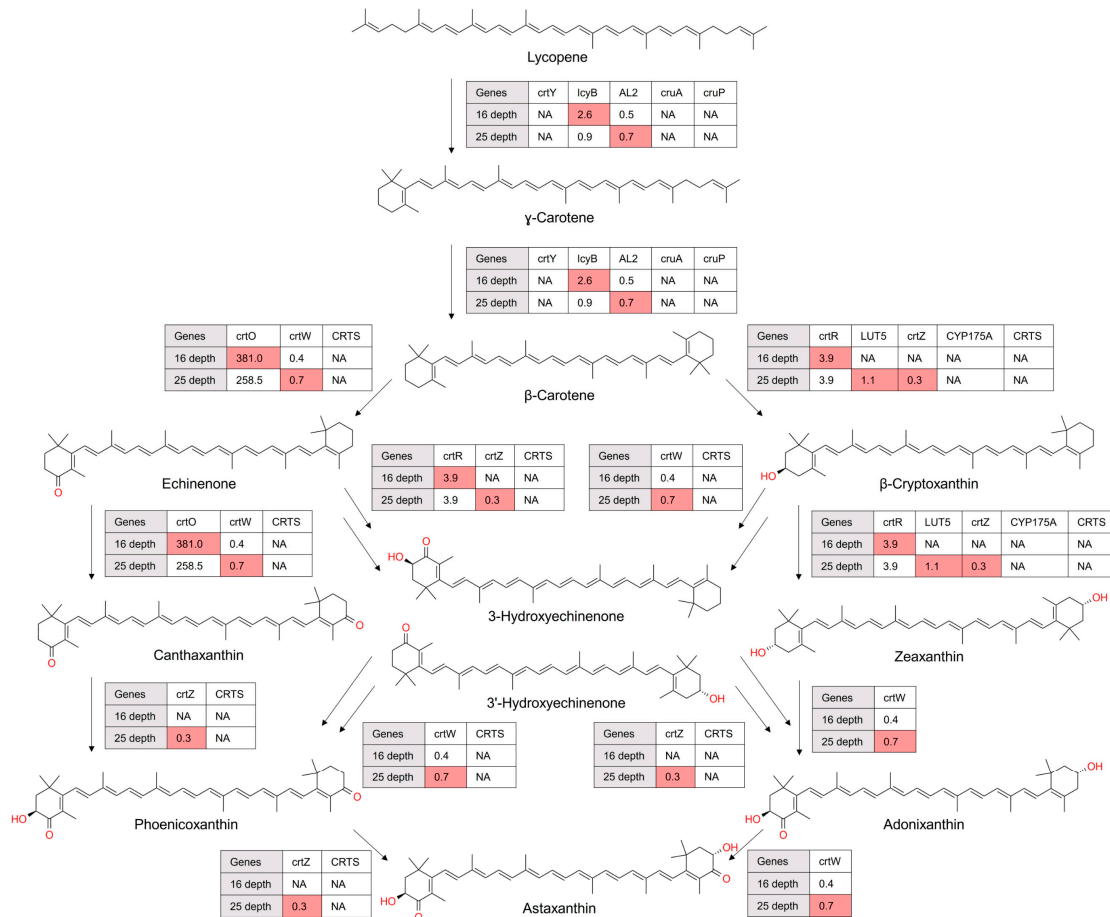 Lycopene
Genes crtY lcyB AL2 cruA cruP
16 depth NA 2.6 0.5 NA NA
25 depth NA 0.9 0.7 NA NA
γ-Carotene
Genes crtY lcyB AL2 cruA cruP
16 depth NA 2.6 0.5 NA NA
25 depth NA 0.9 0.7 NA NA
Genes crtO crtW CRTS
16 depth 381.0 0.4 NA
25 depth 258.5 0.7 NA
β-Carotene
Genes crtR LUT5 crtZ CYP175A CRTS
16 depth 3.9 NA NA NA NA
25 depth 3.9 1.1 0.3 NA NA
O
Echinenone
Genes crtR crtZ CRTS
16 depth 3.9 NA NA
25 depth 3.9 0.3 NA
Genes crtW CRTS
16 depth 0.4 NA
25 depth 0.7 NA
HO
β-Cryptoxanthin
Genes crtO crtW CRTS
16 depth 381.0 0.4 NA
25 depth 258.5 0.7 NA
HO
O
3-Hydroxyechinenone
Genes crtR LUT5 crtZ CYP175A CRTS
16 depth 3.9 NA NA NA NA
25 depth 3.9 1.1 0.3 NA NA
O
O
Canthaxanthin
O
OH
3'-Hydroxyechinenone
OH
HO
Zeaxanthin
Genes crtZ CRTS
16 depth NA NA
25 depth 0.3 NA
Genes crtW CRTS
16 depth 0.4 NA
25 depth 0.7 NA
Genes crtZ CRTS
16 depth NA NA
25 depth 0.3 NA
Genes crtW
16 depth 0.4
25 depth 0.7
O
HO
O
Phoenicoxanthin
OH
HO
O
Adonixanthin
Genes crtZ CRTS
16 depth NA NA
25 depth 0.3 NA
OH
O
HO
O
Astaxanthin
Genes crtW
16 depth 0.4
25 depth 0.7